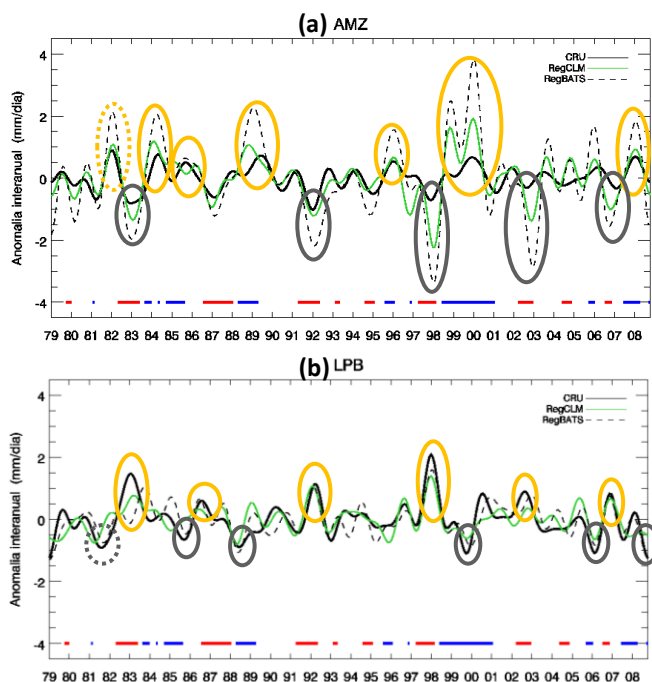 (a) AMZ
Anomalia interanual (mm/dia)
4
2
0
-2
-4
CRU
RegCLM
RegBATS
79 80 81 82 83 84 85 86 87 88 89 90 91 92 93 94 95 96 97 98 99 00 01 02 03 04 05 06 07 08
(b) LPB
Anomalia interanual (mm/dia)
4
2
0
-2
-4
CRU
RegCLM
RegBATS
79 80 81 82 83 84 85 86 87 88 89 90 91 92 93 94 95 96 97 98 99 00 01 02 03 04 05 06 07 08